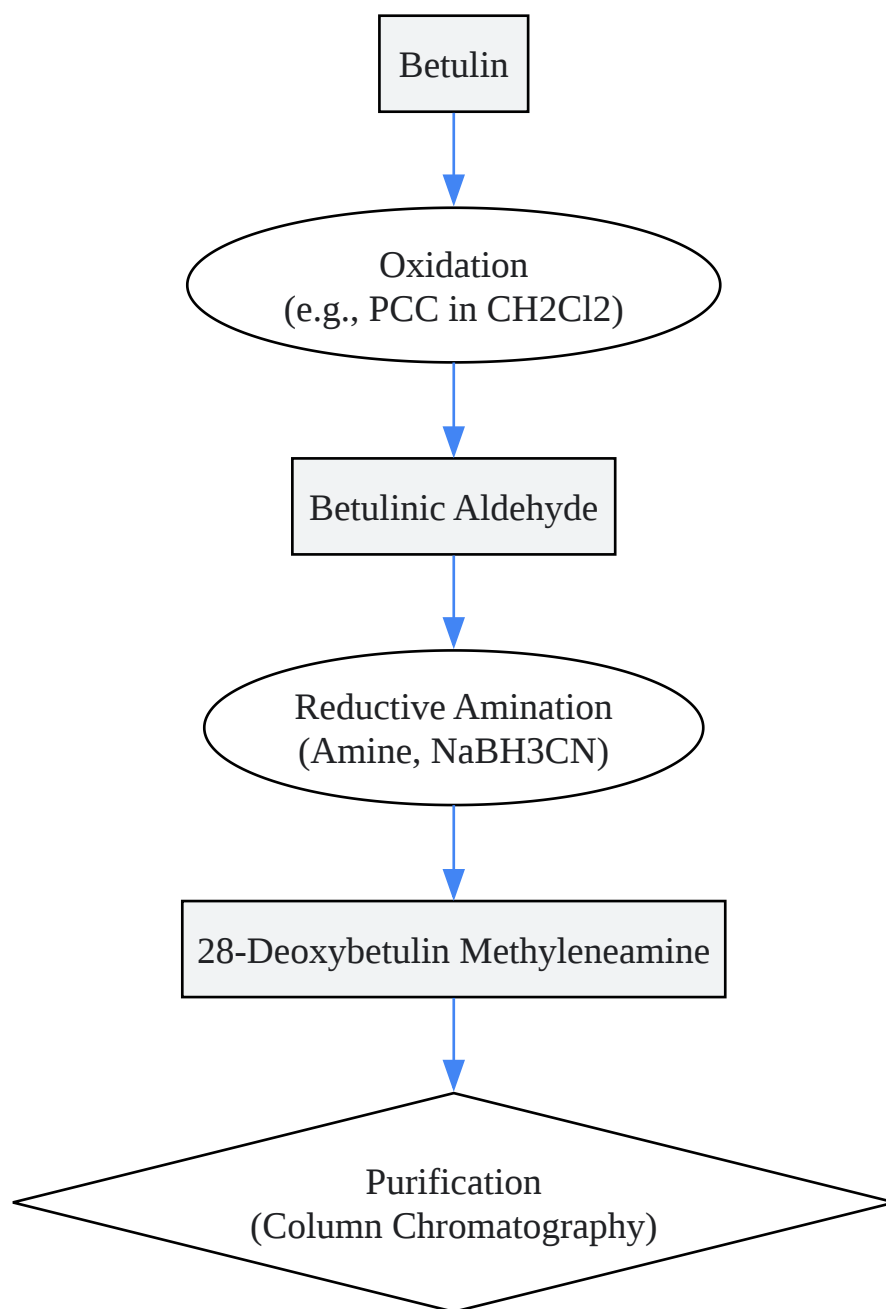 Betulin
Oxidation
(e.g., PCC in CH2Cl2)
Betulinic Aldehyde
Reductive Amination
(Amine, NaBH3CN)
28-Deoxybetulin Methyleneamine
Purification
(Column Chromatography)